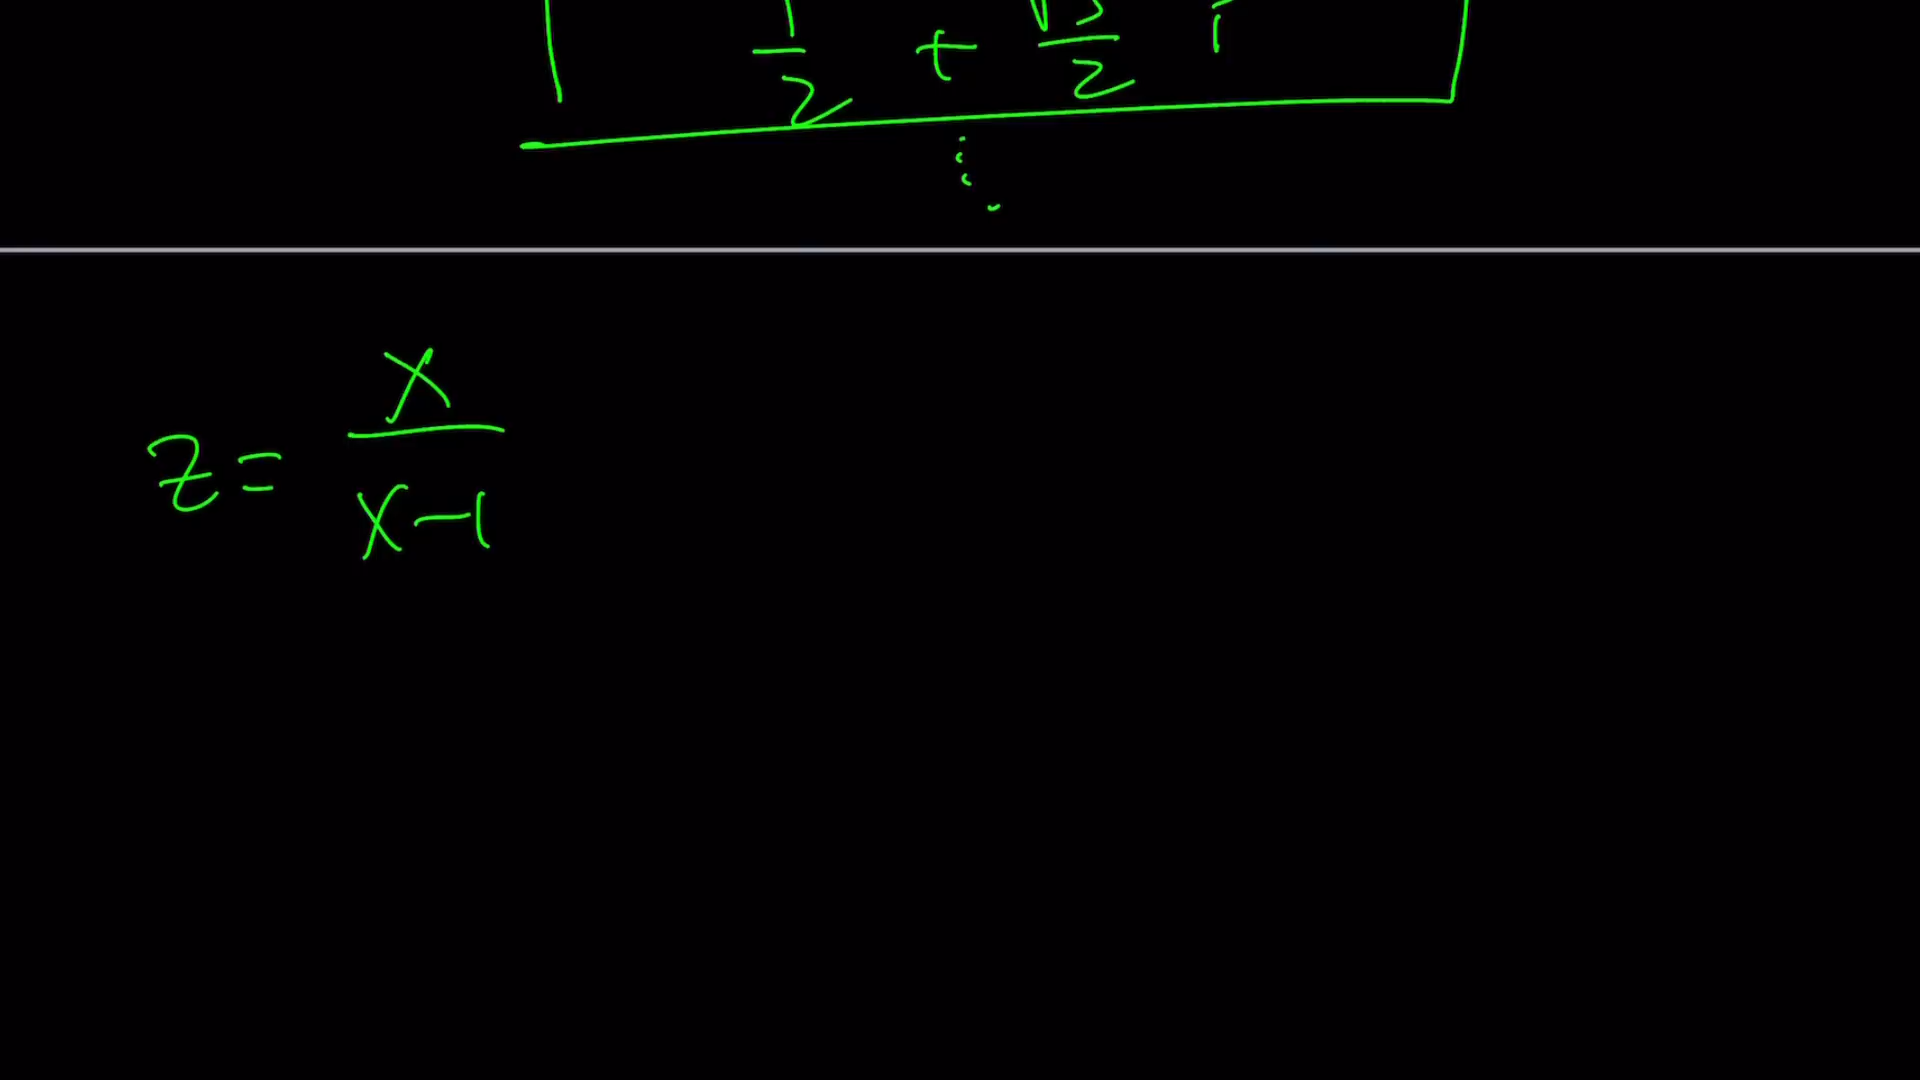 1/2 + √3/2 i
z = x/(x-1)